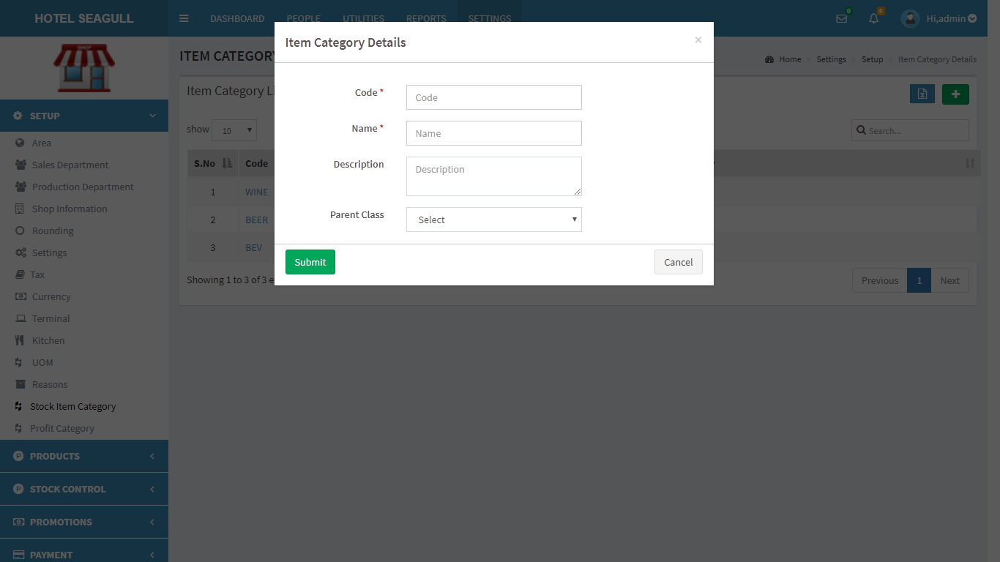 HOTEL SEAGULL
DASHBOARD PEOPLE UTILITIES REPORTS SETTINGS
0 0 Hi,admin
SHOP
ITEM CATEGORY
Home > Settings > Setup > Item Category Details
Item Category Details ×
Item Category Li
Code *
Code
Name *
Name
Description
Description
Parent Class
Select
Submit Cancel
show 10
Search...
S.No Code
1 WINE
2 BEER
3 BEV
Showing 1 to 3 of 3 e
Previous 1 Next
SETUP
Area
Sales Department
Production Department
Shop Information
Rounding
Settings
Tax
Currency
Terminal
Kitchen
UOM
Reasons
Stock Item Category
Profit Category
P PRODUCTS
P STOCK CONTROL
PROMOTIONS
PAYMENT